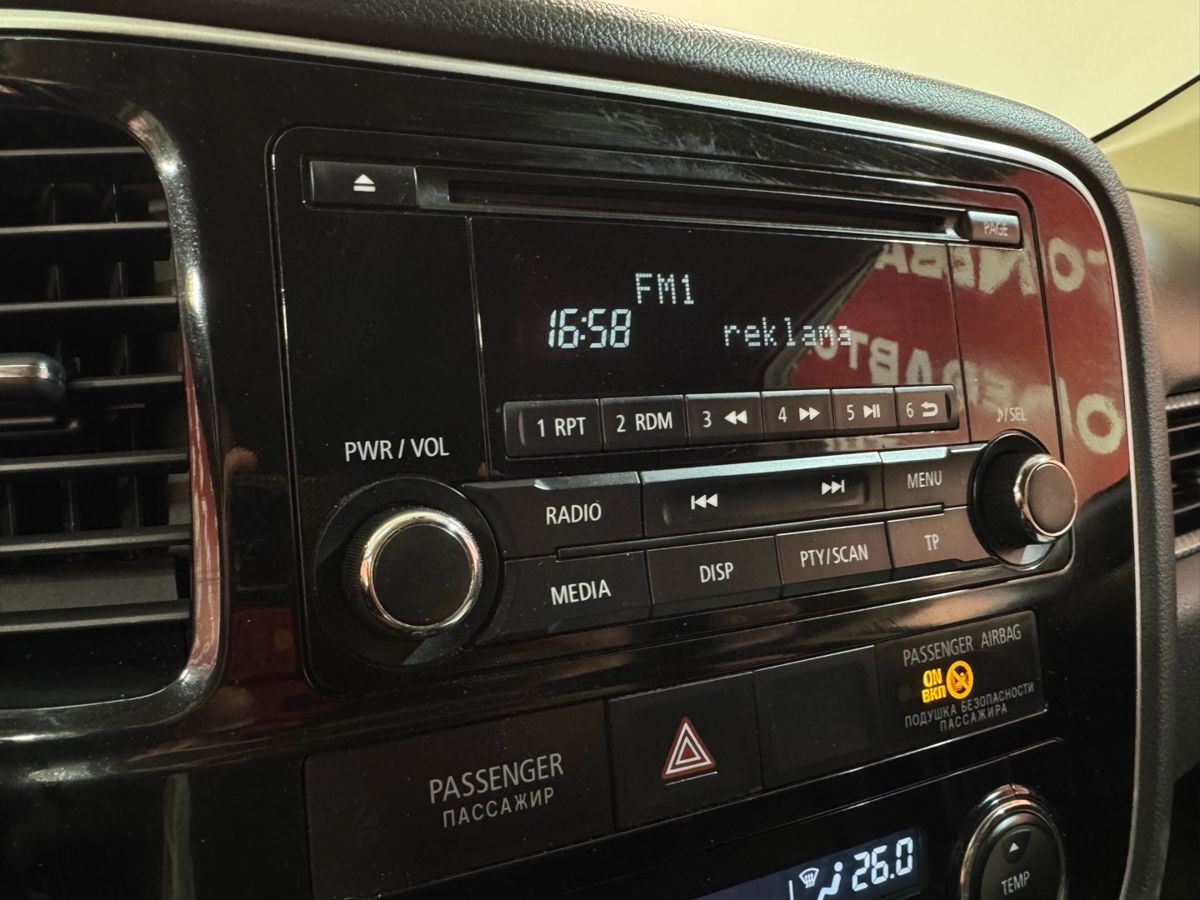 PAGE
FM1
16:58 reklama
1 RPT 2 RDM 3 4 5 6
PWR / VOL
♪/SEL
RADIO
MENU
MEDIA
DISP
PTY/SCAN
TP
PASSENGER AIRBAG
ON
ВКЛ
ПОДУШКА БЕЗОПАСНОСТИ
ПАССАЖИРА
PASSENGER
ПАССАЖИР
26.0
TEMP